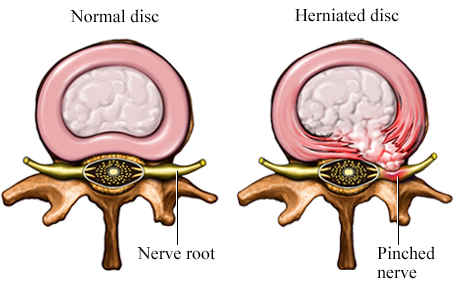 Normal disc
Herniated disc
Nerve root
Pinched
nerve